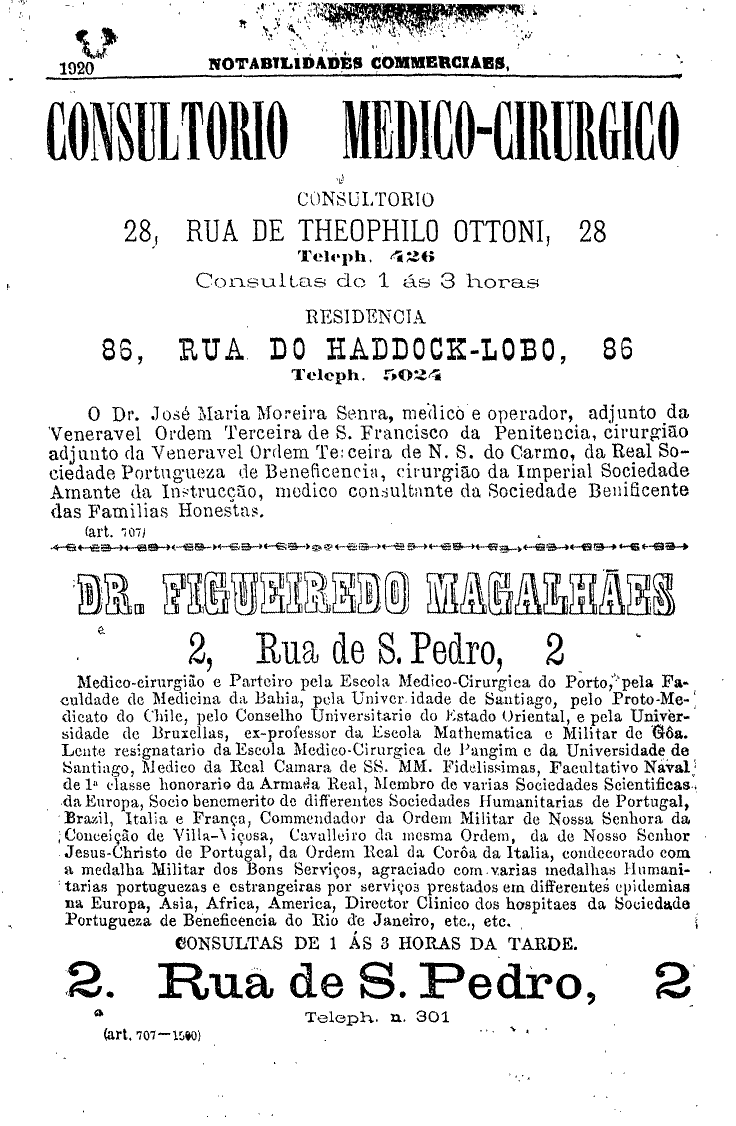 1920
NOTABILIDADES COMMERCIAES,
CONSULTORIO MEDICO-CIRURGICO
CONSULTORIO
28, RUA DE THEOPHILO OTTONI, 28
Teleph. 426
Consultas de 1 ás 3 horas
RESIDENCIA
86, RUA DO HADDOCK-LOBO, 86
Teleph. 5024
O Dr. José Maria Moreira Senra, medico e operador, adjunto da
Veneravel Ordem Terceira de S. Francisco da Penitencia, cirurgião
adjunto da Veneravel Ordem Terceira de N. S. do Carmo, da Real So-
ciedade Portugueza de Beneficencia, cirurgião da Imperial Sociedade
Amante da Instrucção, medico consultante da Sociedade Benificente
das Familias Honestas.
(art. 707)
DR. FIGUEIREDO MAGALHÃES
2, Rua de S. Pedro, 2
Medico-cirurgião e Parteiro pela Escola Medico-Cirurgica do Porto, pela Fa-
culdade de Medicina da Bahia, pela Univer idade de Santiago, pelo Proto-Me-
dicato do Chile, pelo Conselho Universitario do Estado Oriental, e pela Univer-
sidade de Bruxellas, ex-professor da Escola Mathematica e Militar de Gôa.
Lente resignatario da Escola Medico-Cirurgica de Pangim e da Universidade de
Santiago, Medico da Real Camara de SS. MM. Fidelissimas, Facultativo Naval
de 1ª classe honorario da Armada Real, Membro de varias Sociedades Scientificas
da Europa, Socio benemerito de differentes Sociedades Humanitarias de Portugal,
Brazil, Italia e França, Commendador da Ordem Militar de Nossa Senhora da
Conceição de Villa-Viçosa, Cavalleiro da mesma Ordem, da de Nosso Senhor
Jesus-Christo de Portugal, da Ordem Real da Corôa da Italia, condecorado com
a medalha Militar dos Bons Serviços, agraciado com varias medalhas Humani-
tarias portuguezas e estrangeiras por serviços prestados em differentes epidemias
na Europa, Asia, Africa, America, Director Clinico dos hospitaes da Sociedade
Portugueza de Beneficencia do Rio de Janeiro, etc., etc.
CONSULTAS DE 1 ÁS 3 HORAS DA TARDE.
2. Rua de S. Pedro, 2
Teleph. n. 301
(art. 707—1500)